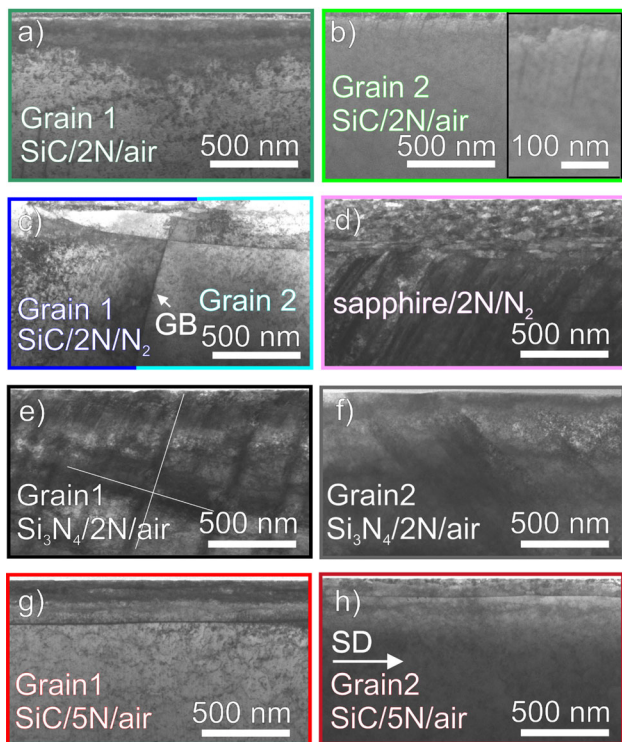 a)
Grain 1
SiC/2N/air
500 nm
b)
Grain 2
SiC/2N/air
500 nm
100 nm
c)
Grain 1
SiC/2N/N₂
GB
Grain 2
500 nm
d)
sapphire/2N/N₂
500 nm
e)
Grain1
Si₃N₄/2N/air
500 nm
f)
Grain2
Si₃N₄/2N/air
500 nm
g)
Grain1
SiC/5N/air
500 nm
h)
SD
Grain2
SiC/5N/air
500 nm